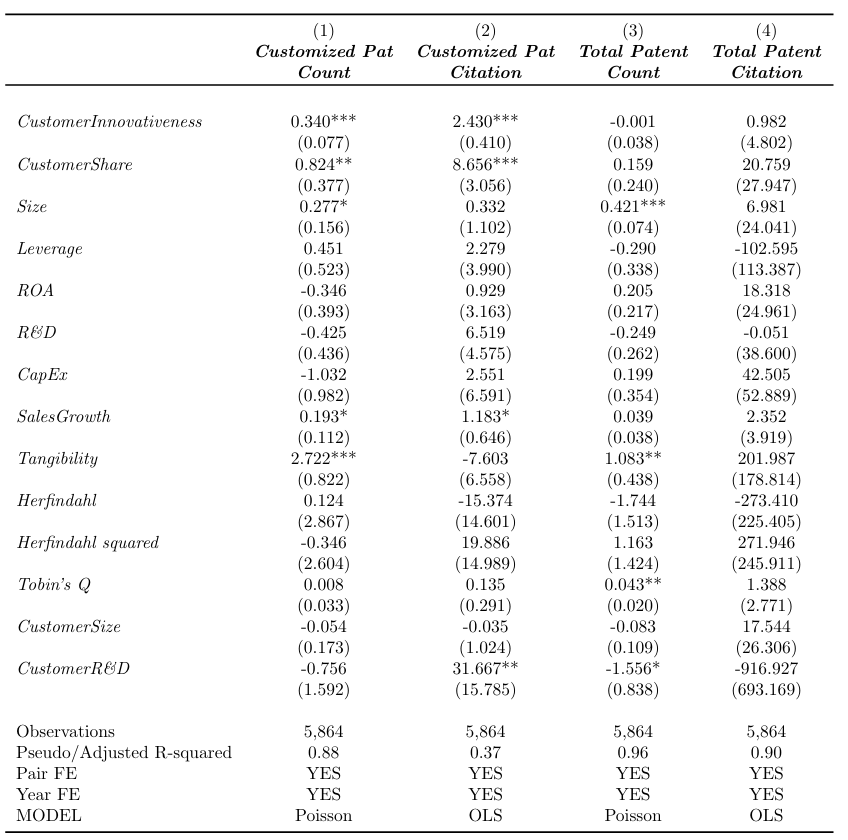 (1) (2) (3) (4)
Customized Pat Customized Pat Total Patent Total Patent
Count Citation Count Citation
CustomerInnovativeness 0.340*** 2.430*** -0.001 0.982
(0.077) (0.410) (0.038) (4.802)
CustomerShare 0.824** 8.656*** 0.159 20.759
(0.377) (3.056) (0.240) (27.947)
Size 0.277* 0.332 0.421*** 6.981
(0.156) (1.102) (0.074) (24.041)
Leverage 0.451 2.279 -0.290 -102.595
(0.523) (3.990) (0.338) (113.387)
ROA -0.346 0.929 0.205 18.318
(0.393) (3.163) (0.217) (24.961)
R&D -0.425 6.519 -0.249 -0.051
(0.436) (4.575) (0.262) (38.600)
CapEx -1.032 2.551 0.199 42.505
(0.982) (6.591) (0.354) (52.889)
SalesGrowth 0.193* 1.183* 0.039 2.352
(0.112) (0.646) (0.038) (3.919)
Tangibility 2.722*** -7.603 1.083** 201.987
(0.822) (6.558) (0.438) (178.814)
Herfindahl 0.124 -15.374 -1.744 -273.410
(2.867) (14.601) (1.513) (225.405)
Herfindahl squared -0.346 19.886 1.163 271.946
(2.604) (14.989) (1.424) (245.911)
Tobin's Q 0.008 0.135 0.043** 1.388
(0.033) (0.291) (0.020) (2.771)
CustomerSize -0.054 -0.035 -0.083 17.544
(0.173) (1.024) (0.109) (26.306)
CustomerR&D -0.756 31.667** -1.556* -916.927
(1.592) (15.785) (0.838) (693.169)
Observations 5,864 5,864 5,864 5,864
Pseudo/Adjusted R-squared 0.88 0.37 0.96 0.90
Pair FE YES YES YES YES
Year FE YES YES YES YES
MODEL Poisson OLS Poisson OLS